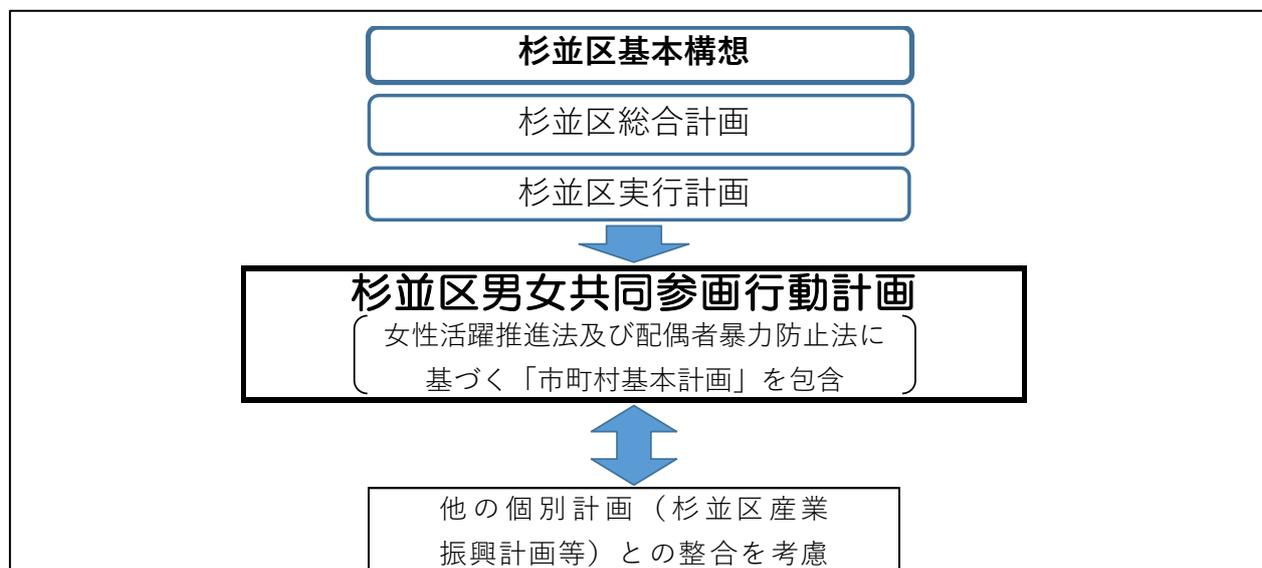 杉並区基本構想
杉並区総合計画
杉並区実行計画
杉並区男女共同参画行動計画
女性活躍推進法及び配偶者暴力防止法に
基づく「市町村基本計画」を包含
他の個別計画（杉並区産業
振興計画等）との整合を考慮